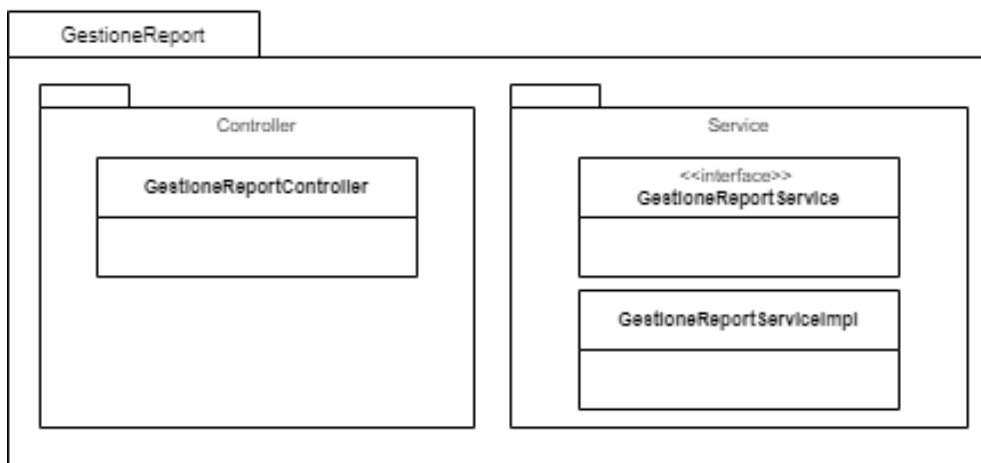 GestioneReport
Controller
GestioneReportController
Service
<<interface>>
GestioneReportService
GestioneReportServiceImpl